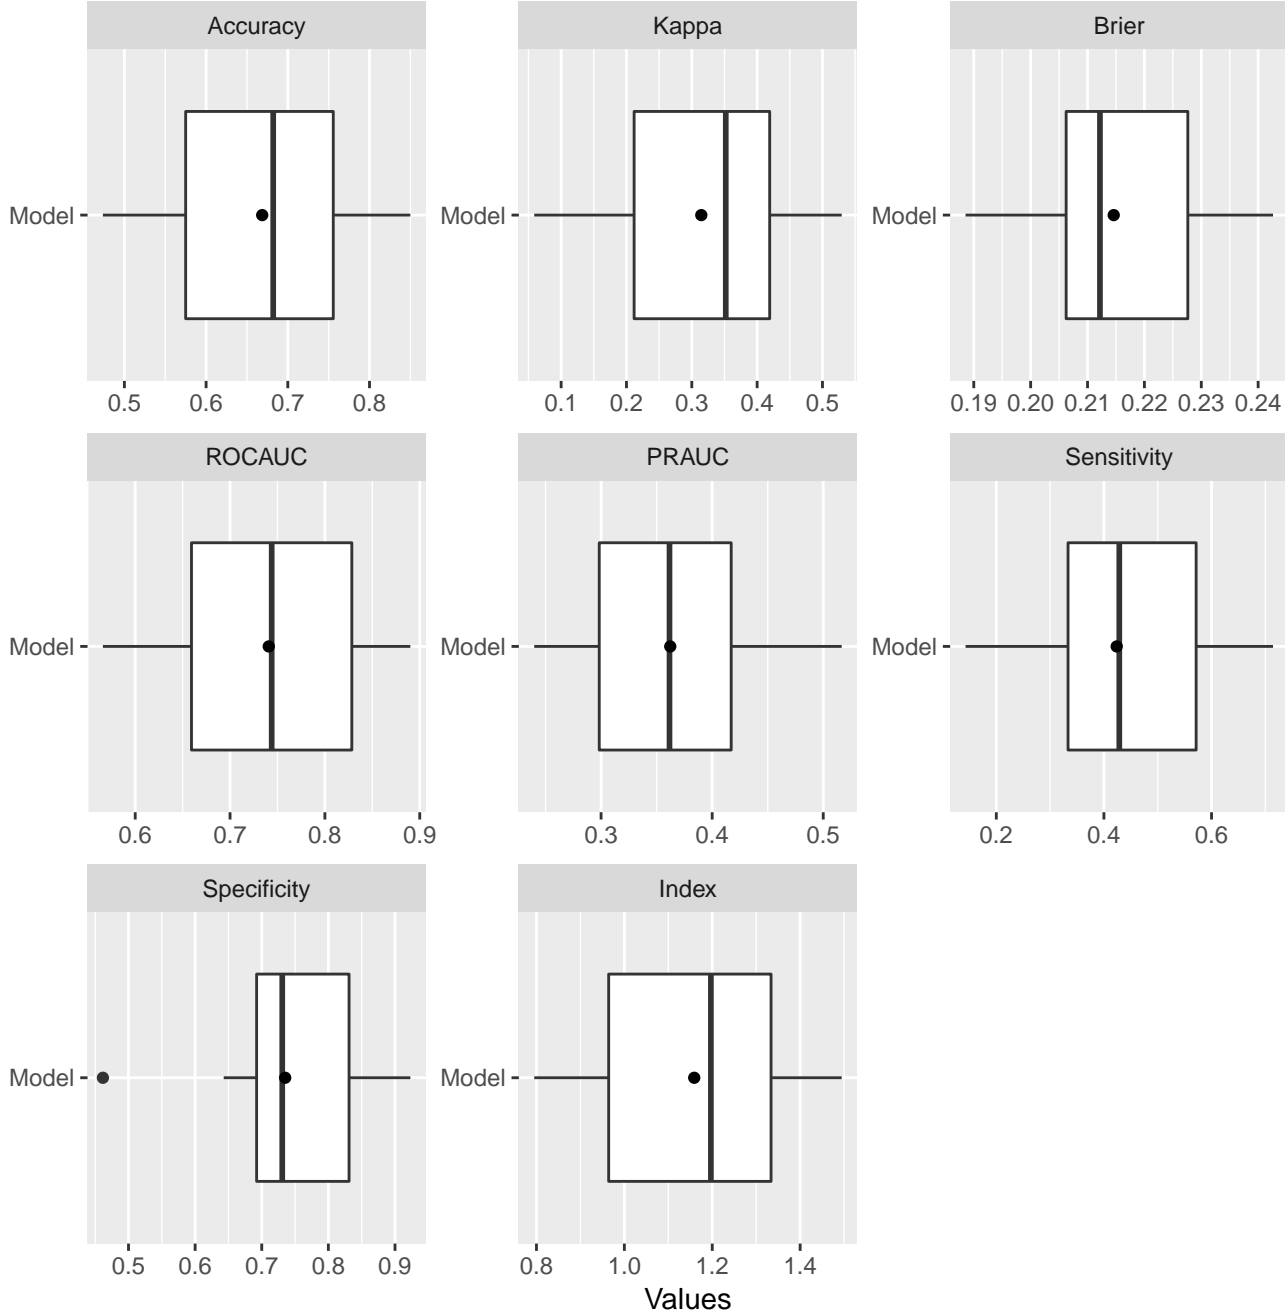 Accuracy Kappa Brier
Model Model Model
0.5 0.6 0.7 0.8 0.1 0.2 0.3 0.4 0.5 0.19 0.20 0.21 0.22 0.23 0.24
ROCAUC PRAUC Sensitivity
Model Model Model
0.6 0.7 0.8 0.9 0.3 0.4 0.5 0.2 0.4 0.6
Specificity Index
Model Model
0.5 0.6 0.7 0.8 0.9 0.8 1.0 1.2 1.4
Values